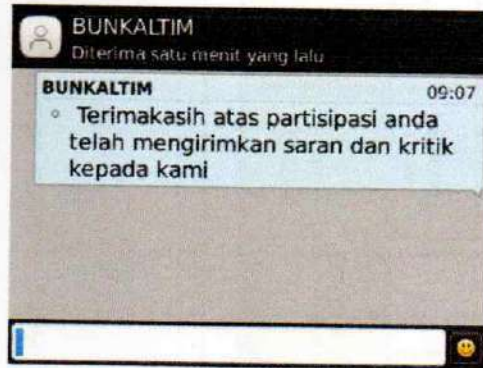 BUNKALTIM
Diterima satu menit yang lalu
BUNKALTIM 09:07
Terimakasih atas partisipasi anda
telah mengirimkan saran dan kritik
kepada kami